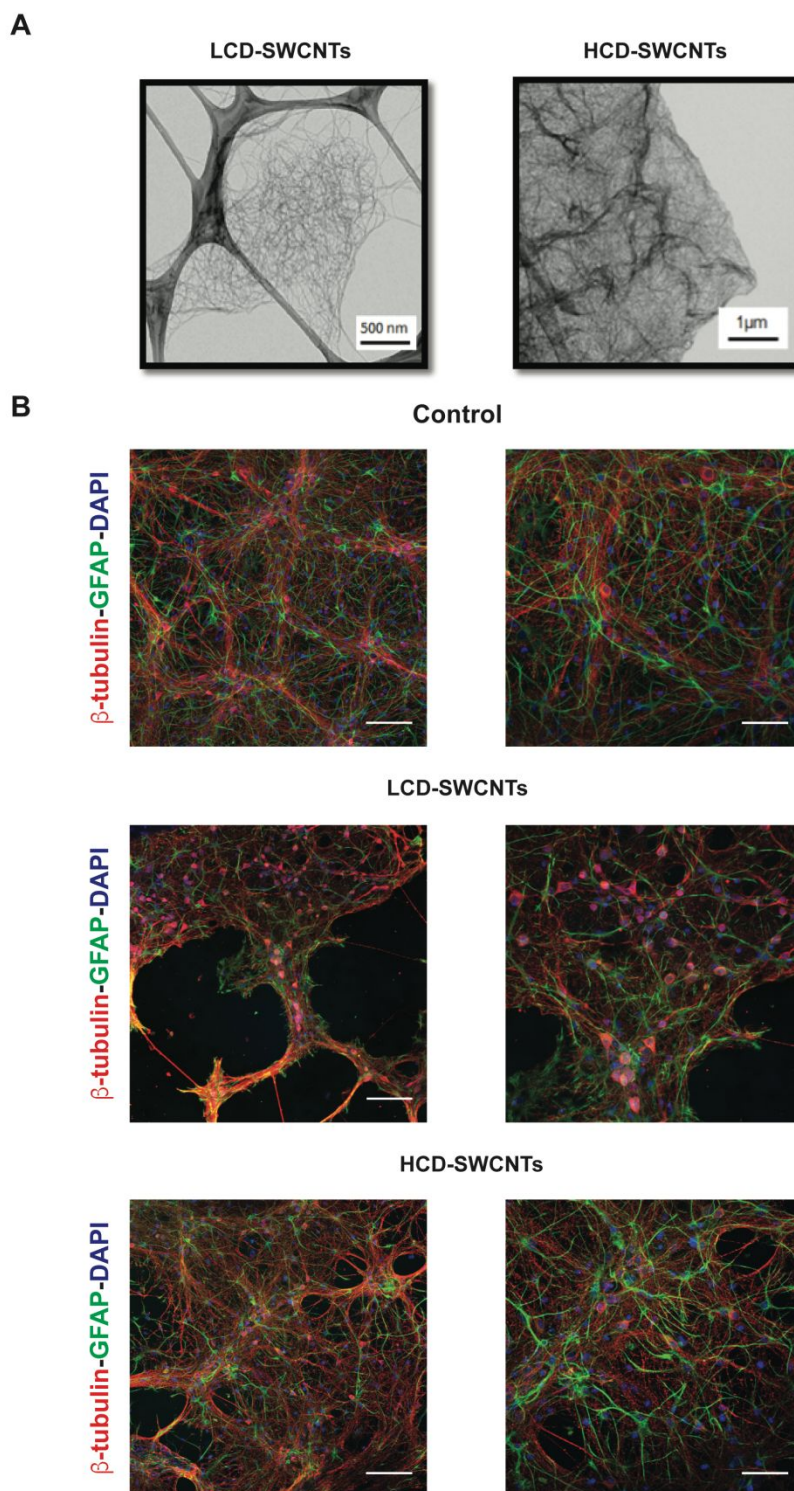 A
LCD-SWCNTs
HCD-SWCNTs
500 nm
1µm
B
Control
β-tubulin-GFAP-DAPI
LCD-SWCNTs
β-tubulin-GFAP-DAPI
HCD-SWCNTs
β-tubulin-GFAP-DAPI